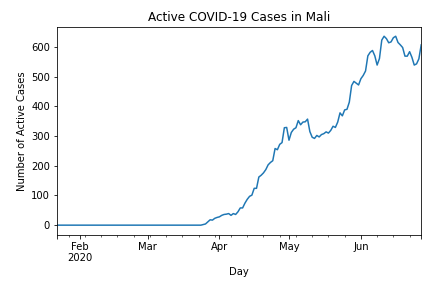 Active COVID-19 Cases in Mali
Number of Active Cases
600
500
400
300
200
100
0
Feb
2020
Mar
Apr
May
Jun
Day